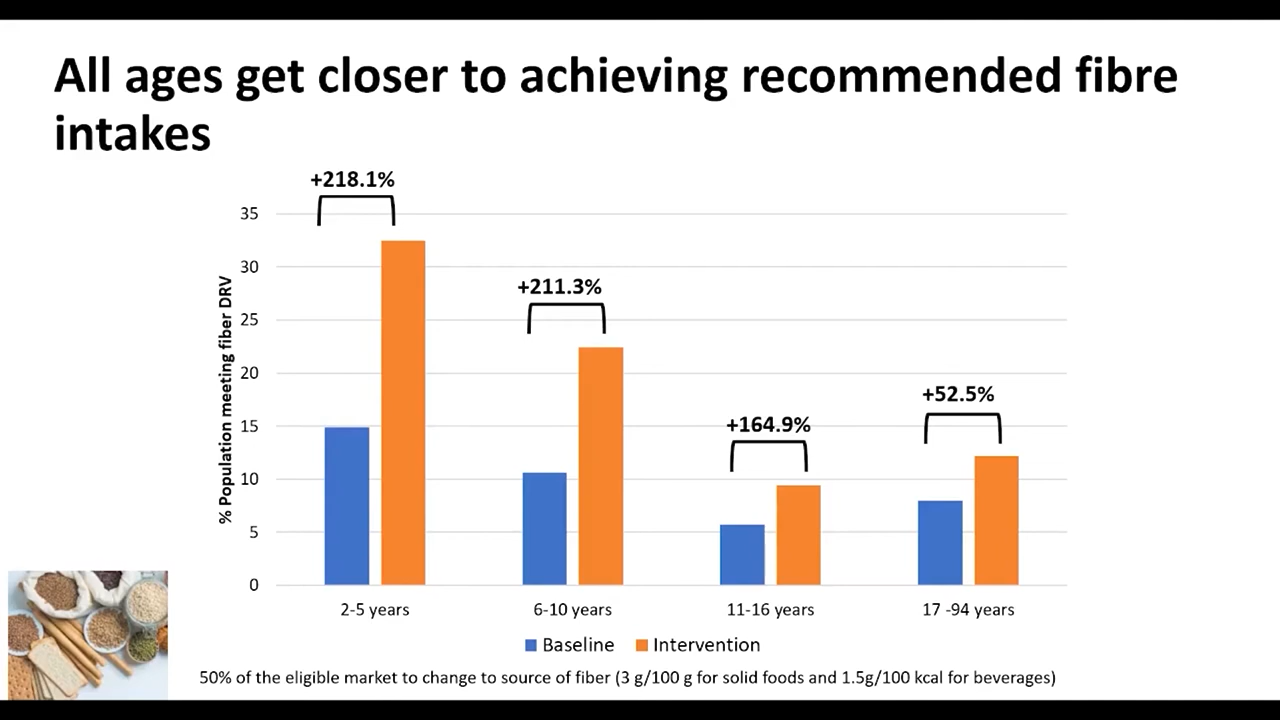 All ages get closer to achieving recommended fibre
intakes
% Population meeting fiber DRV
35
30
25
20
15
10
5
0
+218.1%
+211.3%
+164.9%
+52.5%
2-5 years
6-10 years
11-16 years
17 -94 years
Baseline
Intervention
50% of the eligible market to change to source of fiber (3 g/100 g for solid foods and 1.5g/100 kcal for beverages)